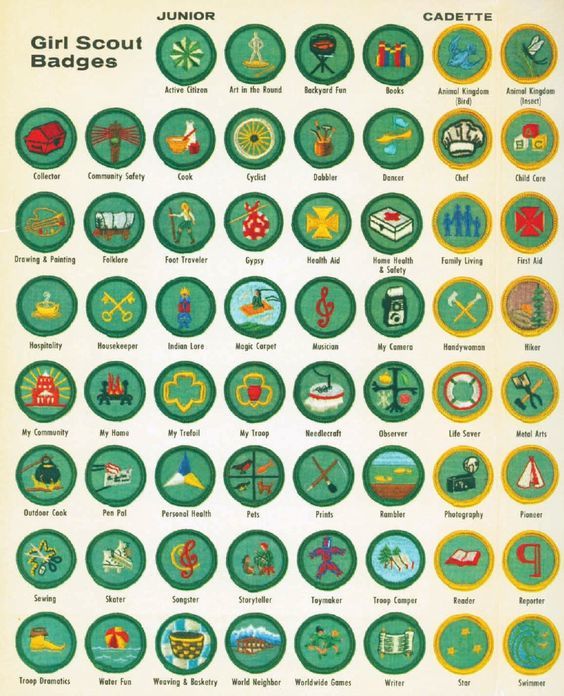 JUNIOR CADETTE
Girl Scout
Badges
Active Citizen Art in the Round Backyard Fun Books Animal Kingdom Animal Kingdom
(Bird) (Insect)
Collector Community Safety Cook Cyclist Dabbler Dancer Chef Child Care
Drawing & Painting Folklore Foot Traveler Gypsy Health Aid Home Health Family Living First Aid
& Safety
Hospitality Housekeeper Indian Lore Magic Carpet Musician My Camera Handywoman Hiker
My Community My Home My Trefoil My Troop Needlecraft Observer Life Saver Metal Arts
Outdoor Cook Pen Pal Personal Health Pets Prints Rambler Photography Pioneer
Sewing Skater Songster Storyteller Toymaker Troop Camper Reader Reporter
Troop Dramatics Water Fun Weaving & Basketry World Neighbor Worldwide Games Writer Star Swimmer